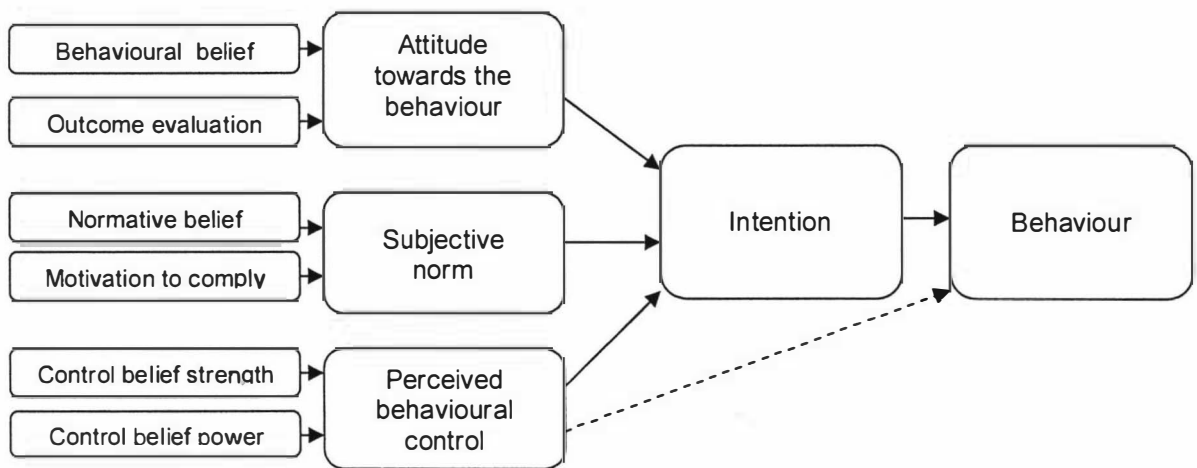 Behavioural belief
Outcome evaluation
Attitude
towards the
behaviour
Normative belief
Motivation to comply
Subjective
norm
Control belief strength
Control belief power
Perceived
behavioural
control
Intention
Behaviour